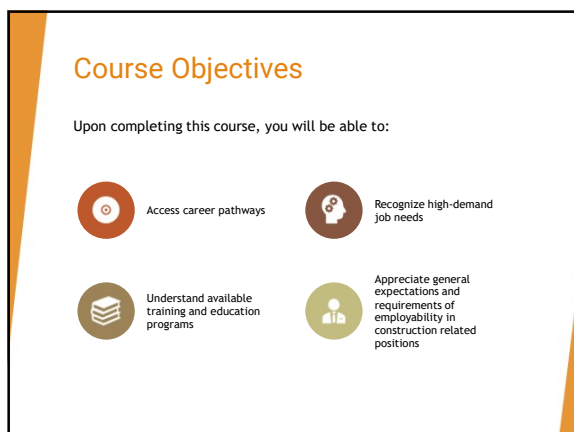 Course Objectives
Upon completing this course, you will be able to:
Access career pathways
Recognize high-demand
job needs
Understand available
training and education
programs
Appreciate general
expectations and
requirements of
employability in
construction related
positions